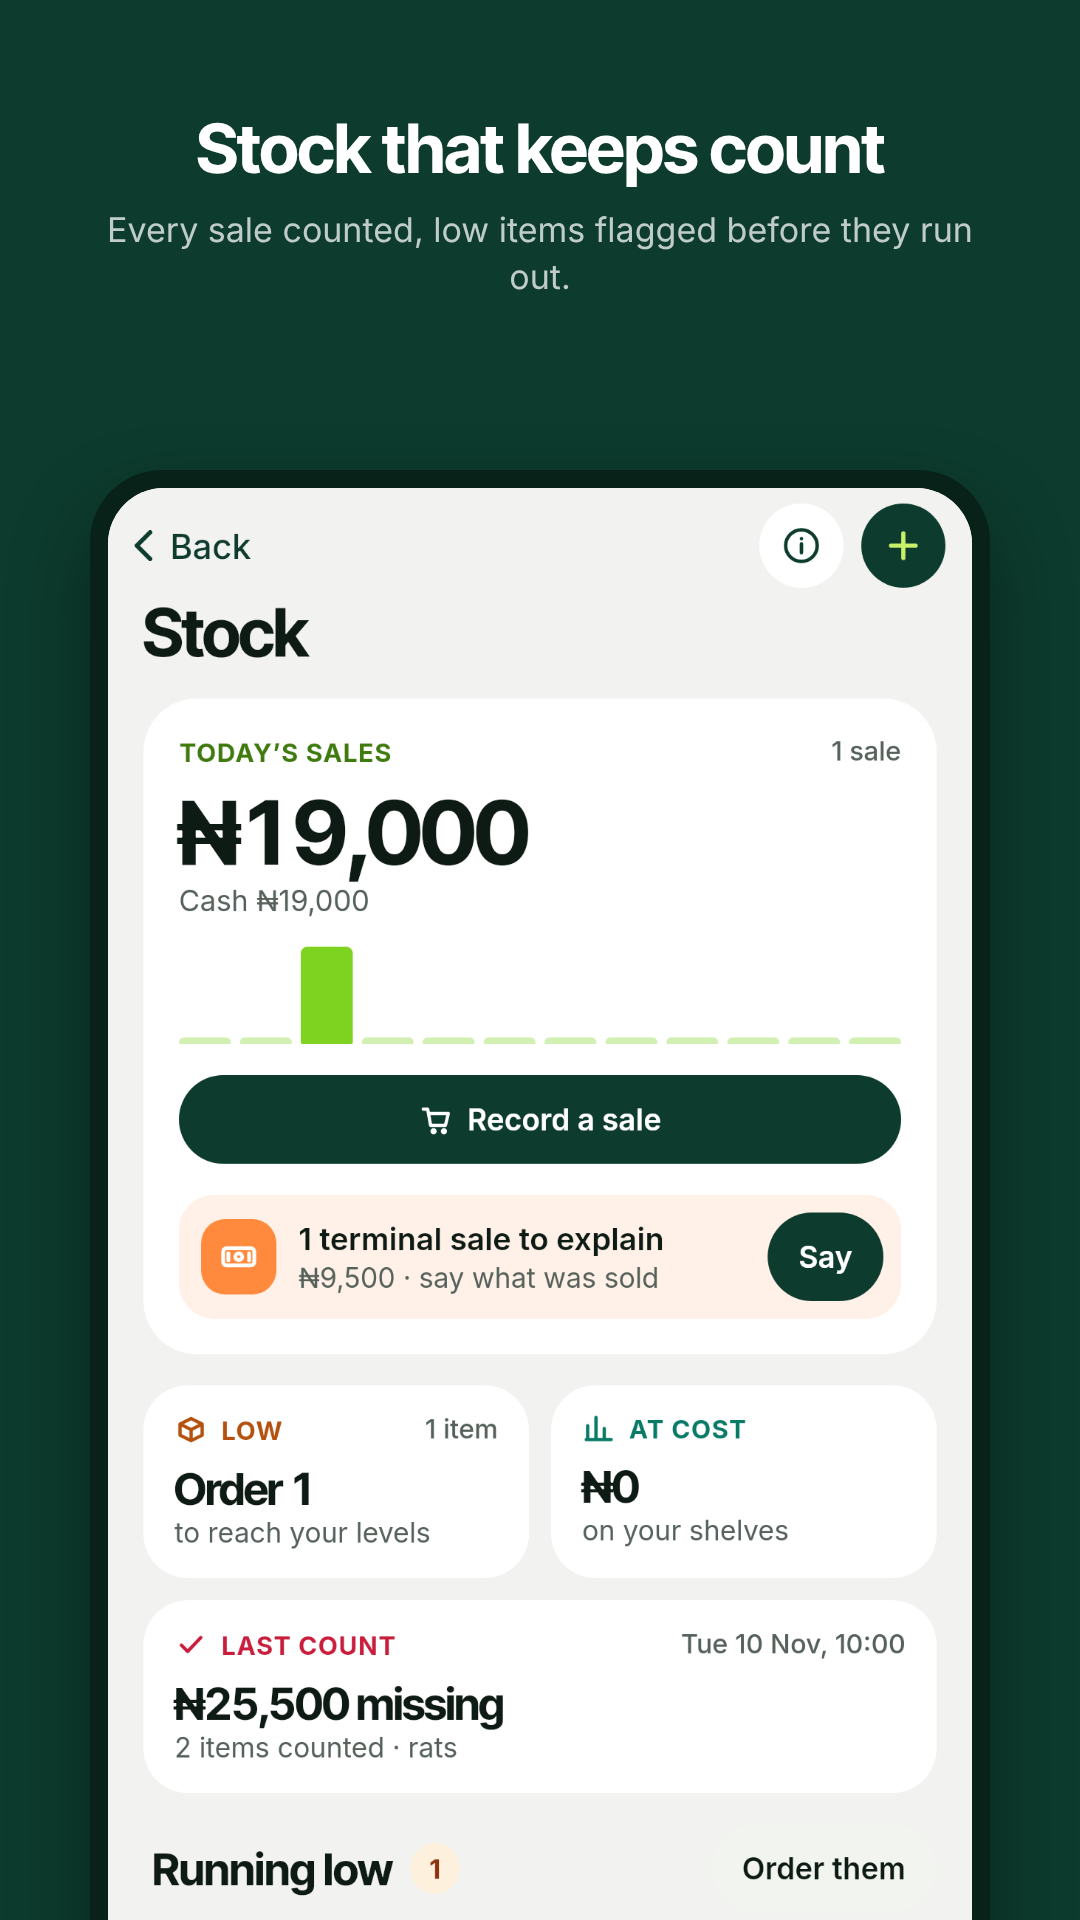 Stock that keeps count
Every sale counted, low items flagged before they run
out.
Back
Stock
TODAY’S SALES
1 sale
₦19,000
Cash ₦19,000
Record a sale
1 terminal sale to explain
₦9,500 · say what was sold
Say
LOW
1 item
Order 1
to reach your levels
AT COST
₦0
on your shelves
LAST COUNT
Tue 10 Nov, 10:00
₦25,500 missing
2 items counted · rats
Running low
1
Order them